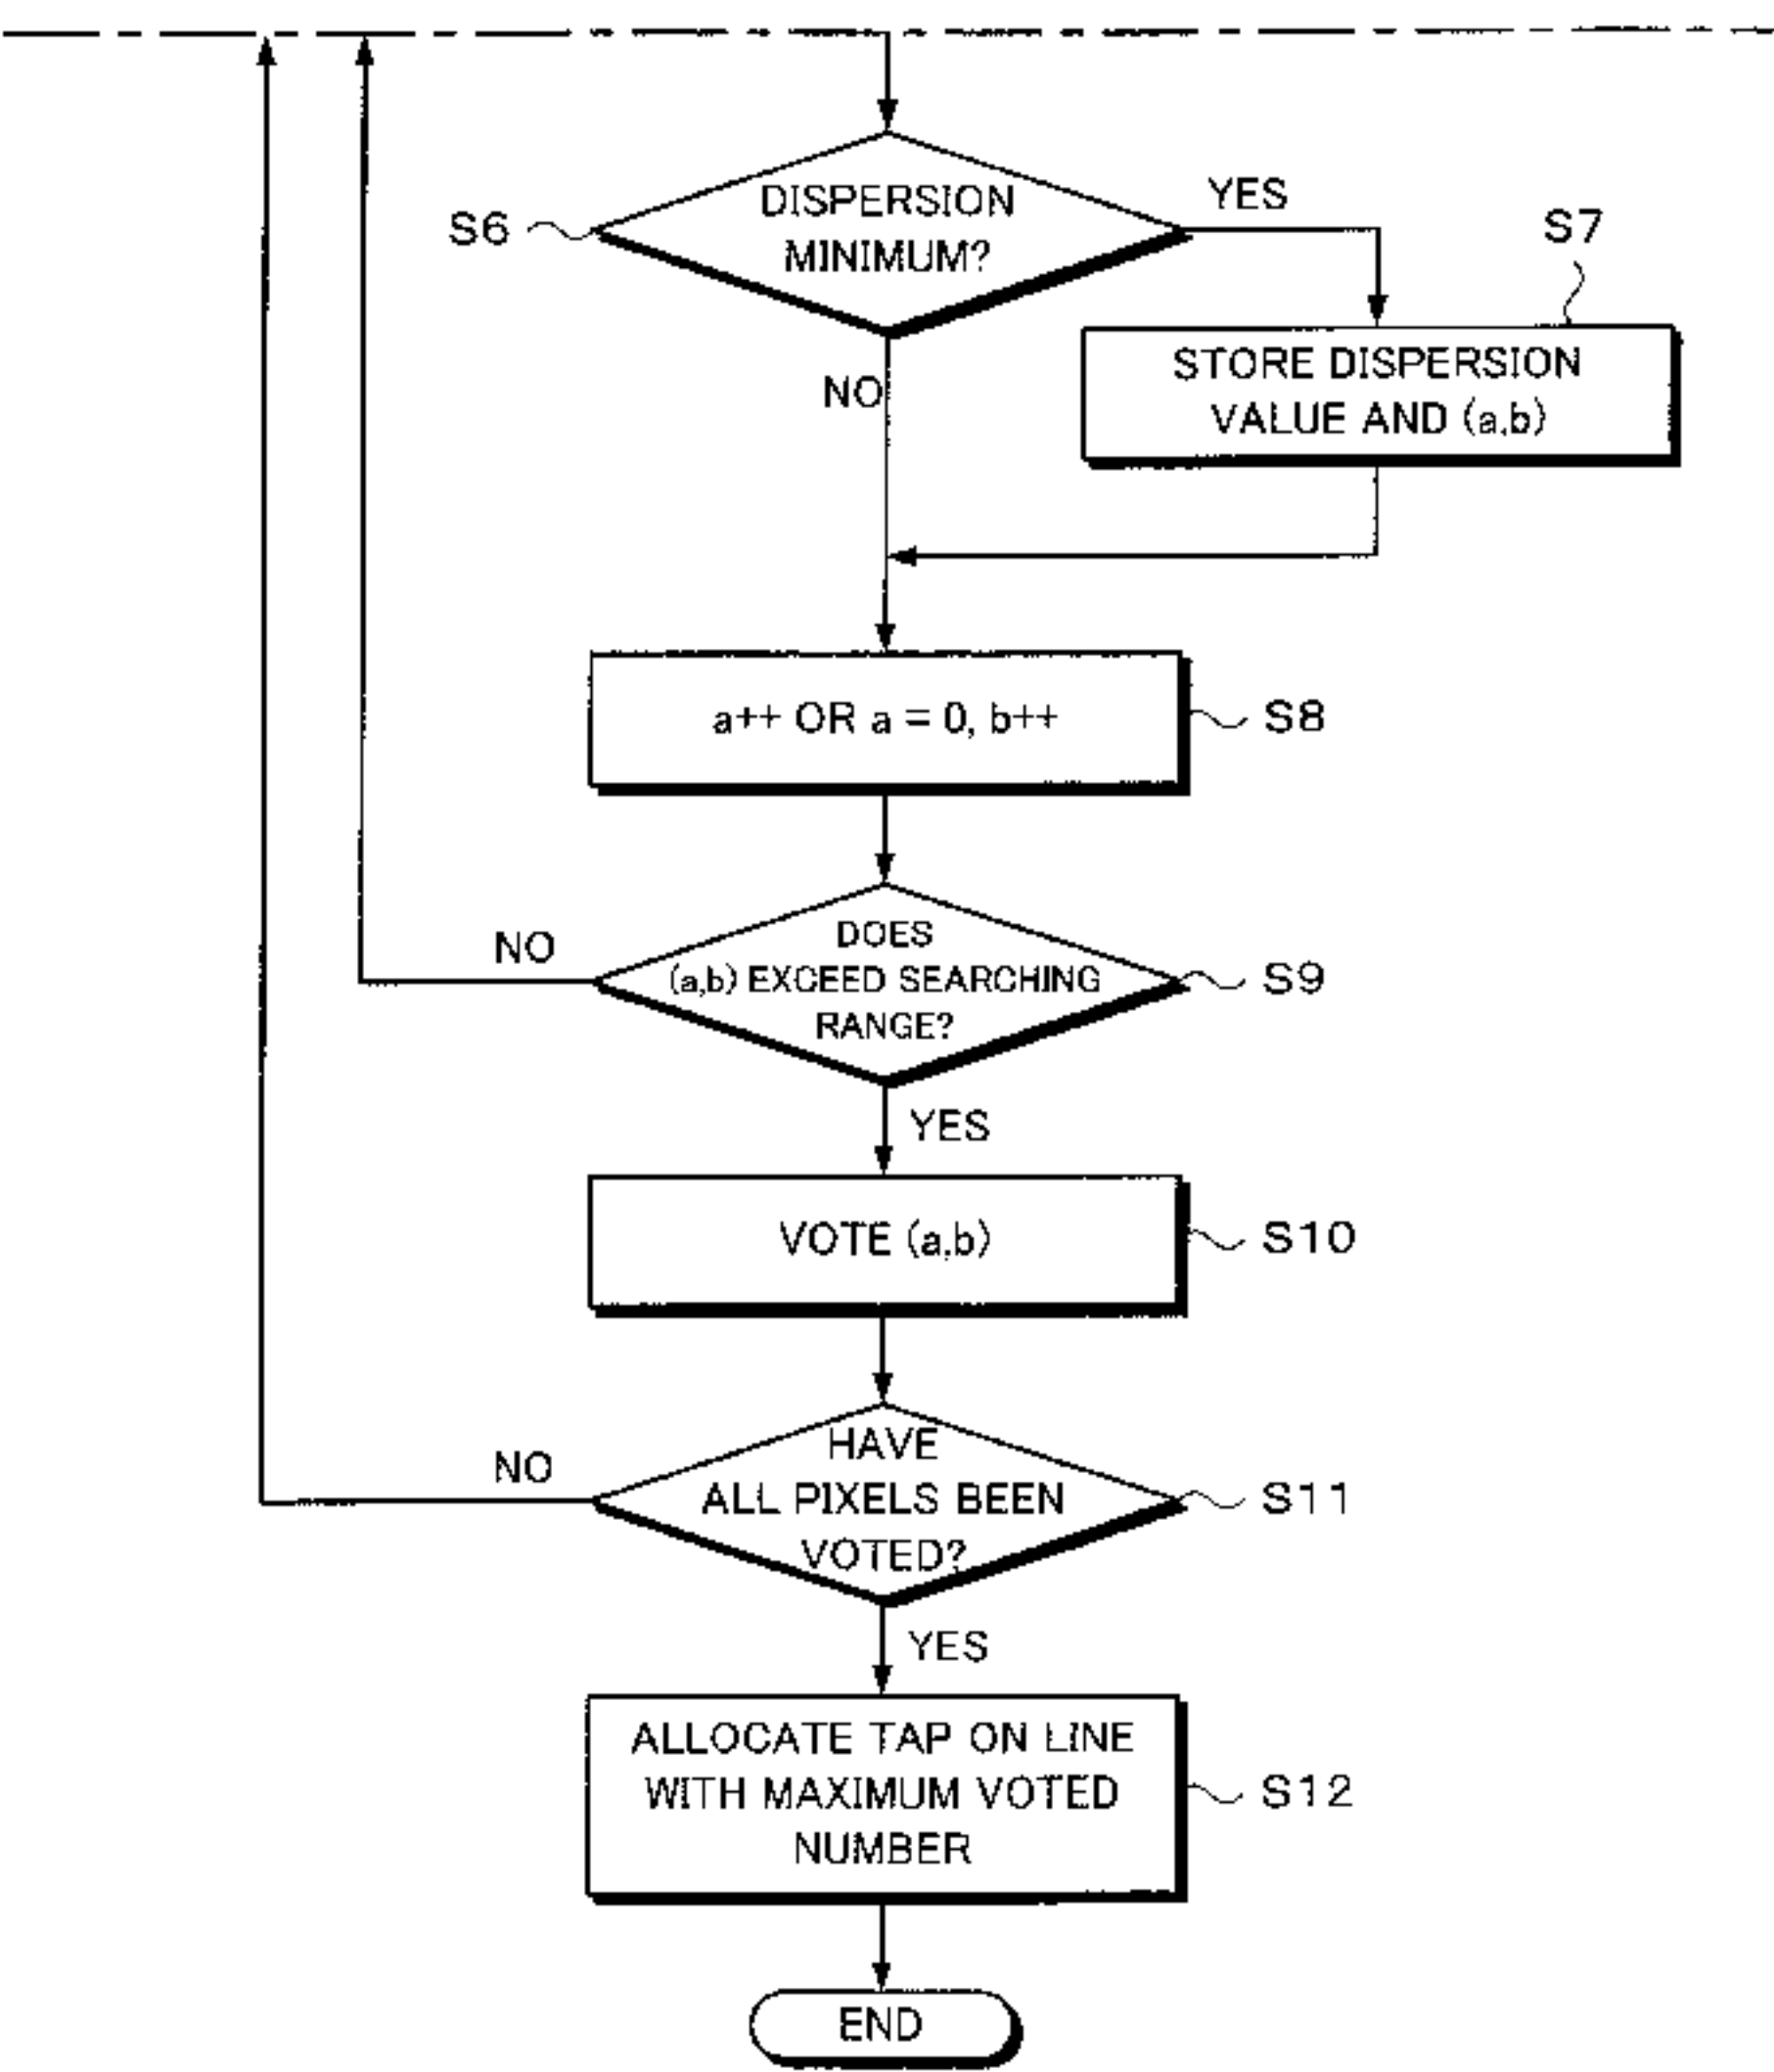 DISPERSION
MINIMUM?
S6
YES
S7
STORE DISPERSION
VALUE AND (a,b)
NO
a++ OR a = 0, b++
S8
DOES
(a,b) EXCEED SEARCHING
RANGE?
S9
NO
YES
VOTE (a,b)
S10
HAVE
ALL PIXELS BEEN
VOTED?
S11
NO
YES
ALLOCATE TAP ON LINE
WITH MAXIMUM VOTED
NUMBER
S12
END